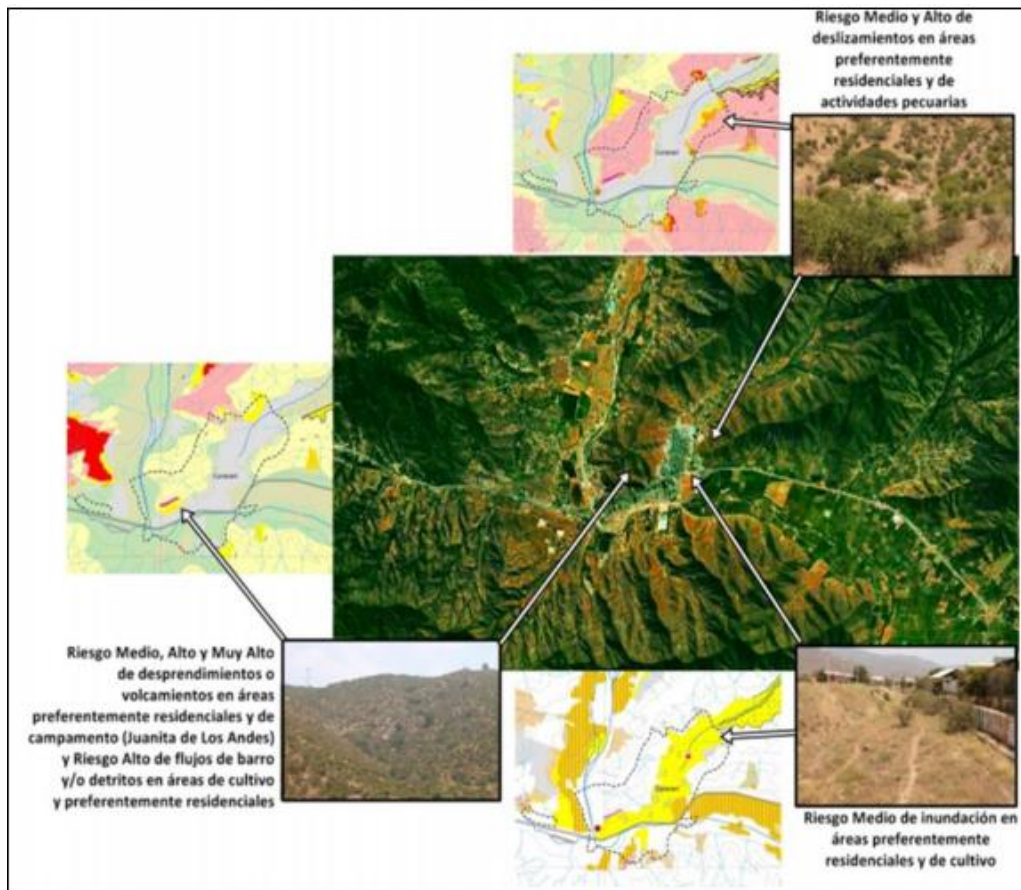 Riesgo Medio y Alto de
deslizamientos en áreas
preferentemente
residenciales y de
actividades pecuarias
Riesgo Medio, Alto y Muy Alto
de desprendimientos o
volcamientos en áreas
preferentemente residenciales y de
campamento (Juanita de Los Andes)
y Riesgo Alto de flujos de barro
y/o detritos en áreas de cultivo
y preferentemente residenciales
Riesgo Medio de inundación en
áreas preferentemente
residenciales y de cultivo